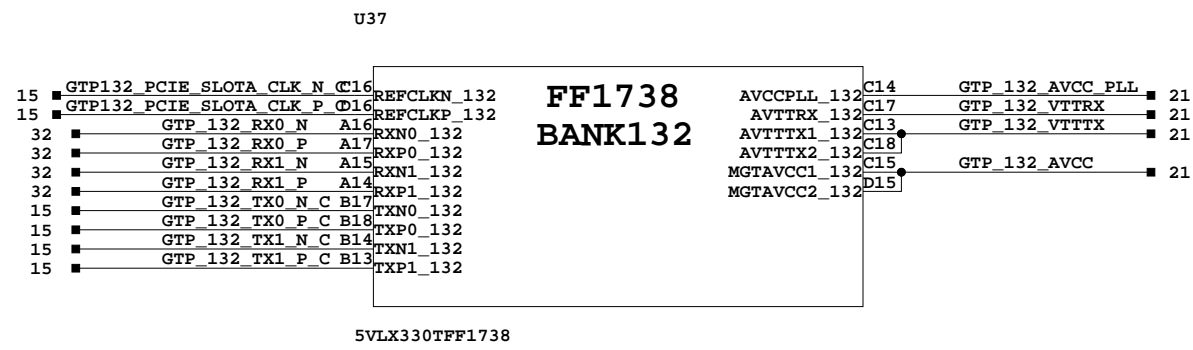 U37
15 GTP132_PCIE_SLOTA_CLK_N_C C16 REFCLKN_132
15 GTP132_PCIE_SLOTA_CLK_P_C D16 REFCLKP_132
32 GTP_132_RX0_N A16 RXN0_132
32 GTP_132_RX0_P A17 RXP0_132
32 GTP_132_RX1_N A15 RXN1_132
32 GTP_132_RX1_P A14 RXP1_132
15 GTP_132_TX0_N_C B17 TXN0_132
15 GTP_132_TX0_P_C B18 TXP0_132
15 GTP_132_TX1_N_C B14 TXN1_132
15 GTP_132_TX1_P_C B13 TXP1_132
FF1738
BANK132
AVCCPLL_132 C14 GTP_132_AVCC_PLL 21
AVTTRX_132 C17 GTP_132_VTTRX 21
AVTTTX1_132 C13 GTP_132_VTTTX 21
AVTTTX2_132 C18
MGTAVCC1_132 C15 GTP_132_AVCC 21
MGTAVCC2_132 D15
5VLX330TFF1738